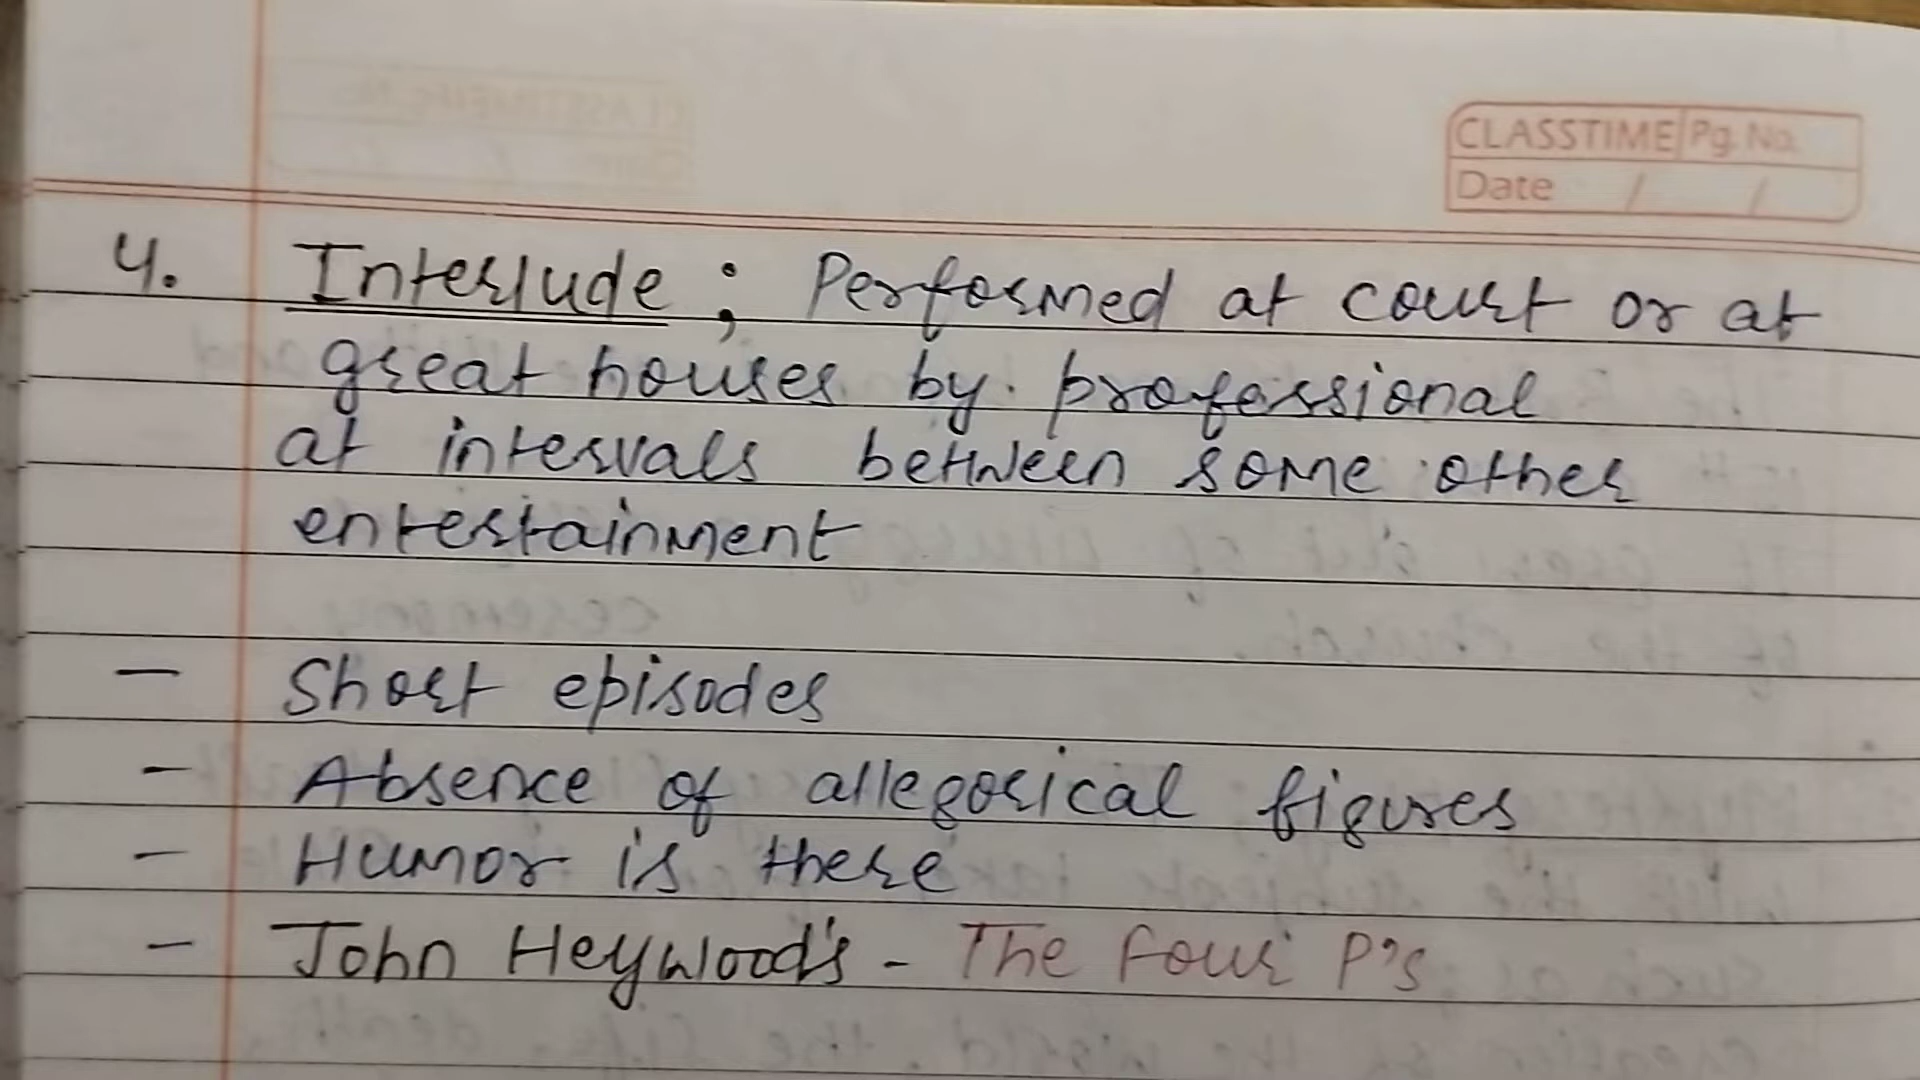 CLASSTIME Pg. No.
Date / /
4. Interlude ; Performed at court or at
great houses by professional
at intervals between some other
entertainment
- Short episodes
- Absence of allegorical figures
- Humor is there
- John Heywood's - The Four P's